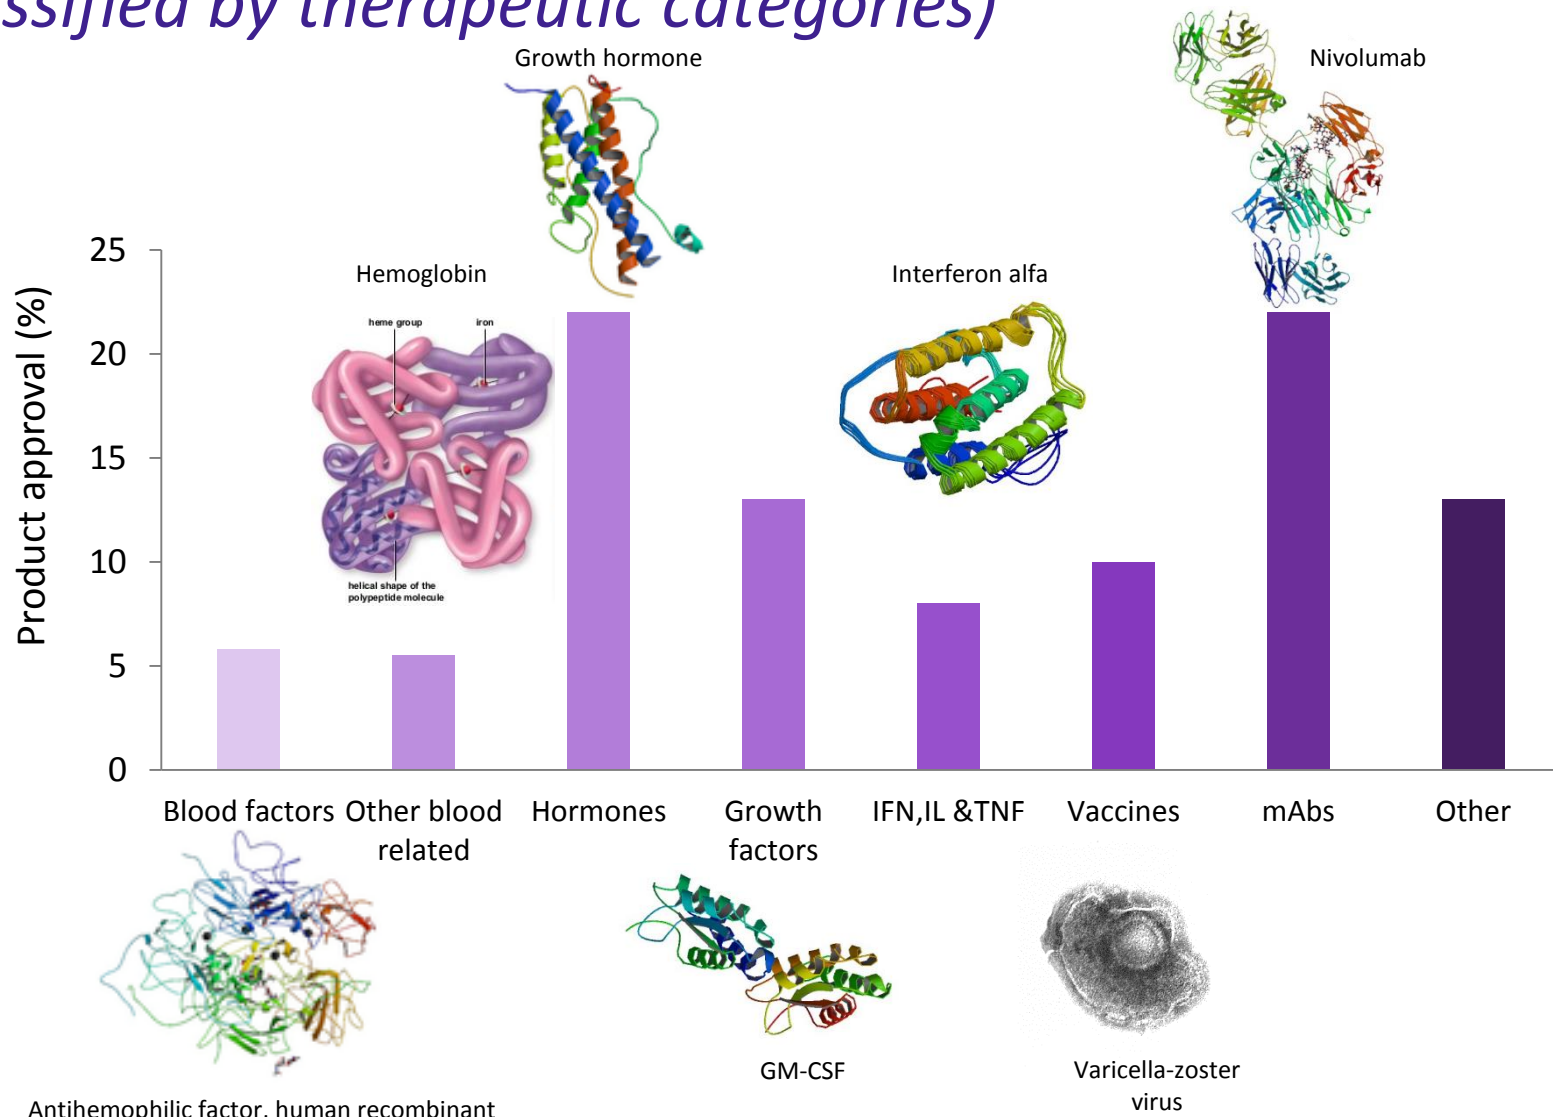 ssified by therapeutic categories)
Growth hormone
Nivolumab
Hemoglobin
Interferon alfa
heme group
iron
helical shape of the
polypeptide molecule
Product approval (%)
25
20
15
10
5
0
Blood factors
Other blood
related
Hormones
Growth
factors
IFN,IL &TNF
Vaccines
mAbs
Other
GM-CSF
Varicella-zoster
virus
Antihemophilic factor, human recombinant